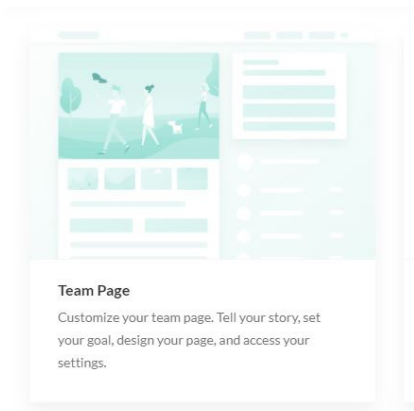 Team Page
Customize your team page. Tell your story, set
your goal, design your page, and access your
settings.